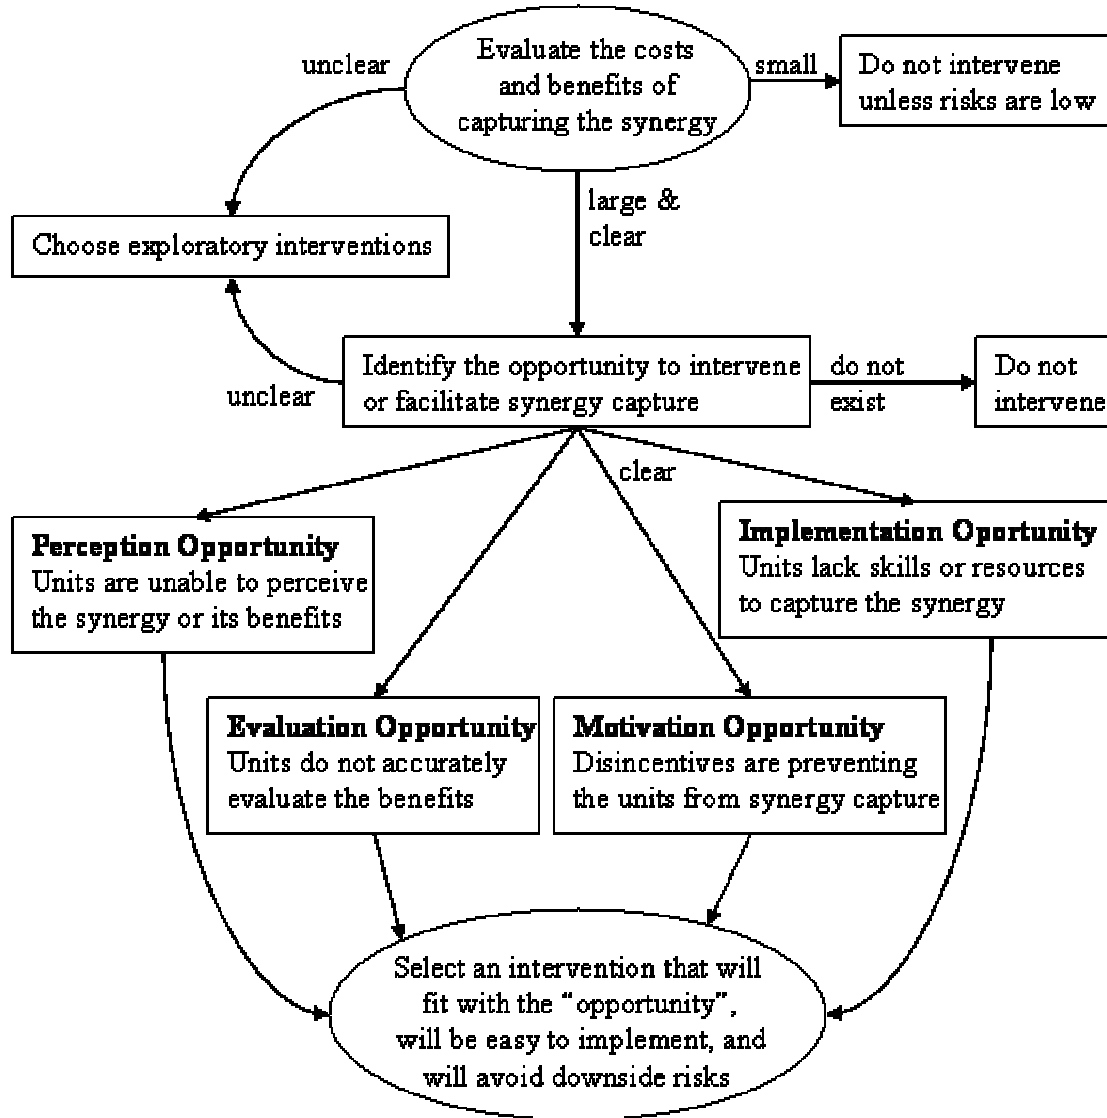 Evaluate the costs
and benefits of
capturing the synergy
unclear
small
Do not intervene
unless risks are low
large &
clear
Choose exploratory interventions
unclear
Identify the opportunity to intervene
or facilitate synergy capture
do not
exist
Do not
intervene
clear
Perception Opportunity
Units are unable to perceive
the synergy or its benefits
Implementation Oportunity
Units lack skills or resources
to capture the synergy
Evaluation Opportunity
Units do not accurately
evaluate the benefits
Motivation Opportunity
Disincentives are preventing
the units from synergy capture
Select an intervention that will
fit with the “opportunity”,
will be easy to implement, and
will avoid downside risks